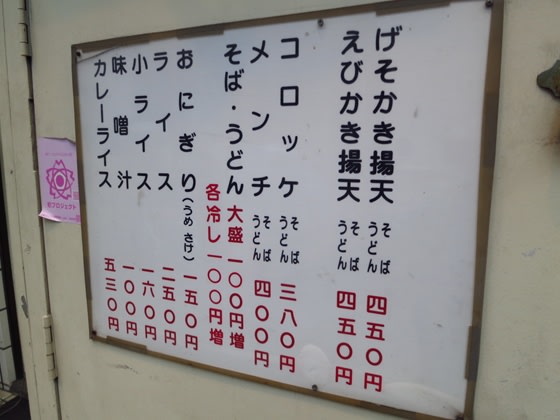 げそかき揚天 そば うどん 四五〇円
えびかき揚天 そば うどん 四五〇円
コロッケ そば うどん 三八〇円
メンチ そば うどん 四〇〇円
そば・うどん 大盛一〇〇円増
各冷し一〇〇円増
おにぎり(うめ さけ) 一五〇円
ライス 二五〇円
小ライス 一六〇円
味噌汁 一〇〇円
カレーライス 五三〇円